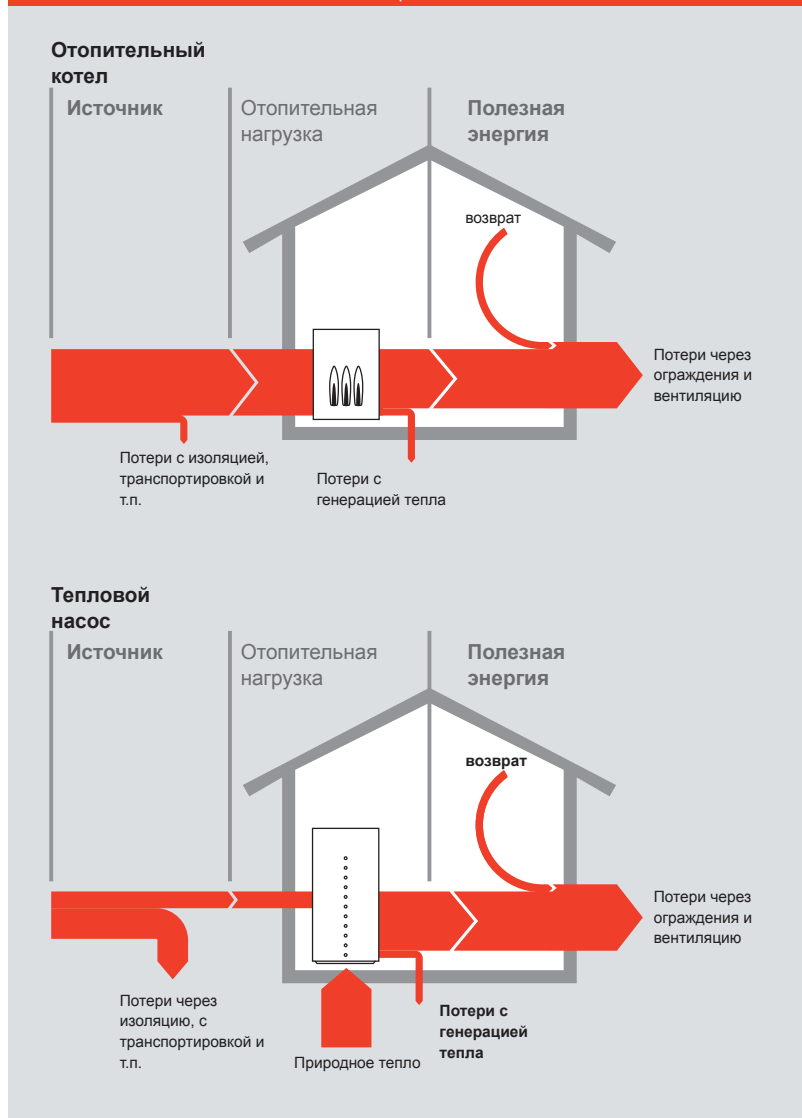 Отопительный
котел
Источник
Отопительная
нагрузка
Полезная
энергия
возврат
Потери через
ограждения и
вентиляцию
Потери с изоляцией,
транспортировкой и
т.п.
Потери с
генерацией тепла
Тепловой
насос
Источник
Отопительная
нагрузка
Полезная
энергия
возврат
Потери через
ограждения и
вентиляцию
Потери через
изоляцию, с
транспортировкой и
т.п.
Природное тепло
Потери с
генерацией
тепла